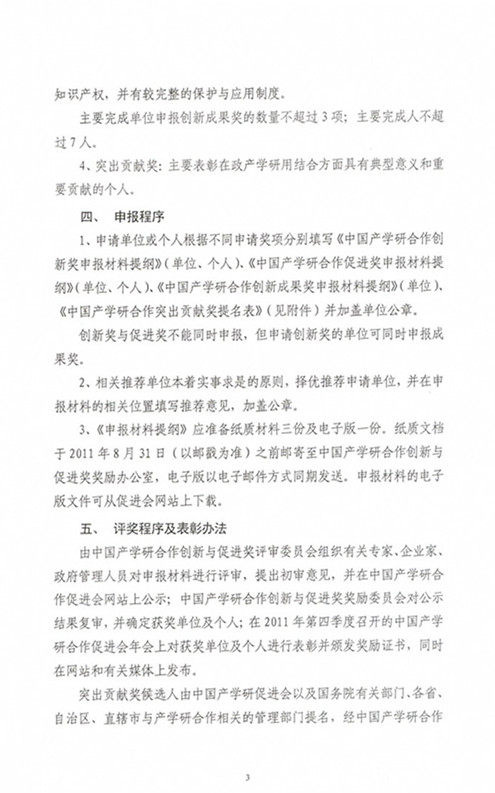 知识产权，并有较完整的保护与应用制度。
主要完成单位申报创新成果奖的数量不超过 3 项；主要完成人不超
过 7 人。
4、突出贡献奖：主要表彰在政产学研用结合方面具有典型意义和重
要贡献的个人。
四、 申报程序
1、申请单位或个人根据不同申请奖项分别填写《中国产学研合作创
新奖申报材料提纲》（单位、个人）、《中国产学研合作促进奖申报材料提
纲》（单位、个人）、《中国产学研合作创新成果奖申报材料提纲》（单位）、
《中国产学研合作突出贡献奖提名表》（见附件）并加盖单位公章。
创新奖与促进奖不能同时申报，但申请创新奖的单位可同时申报成
果奖。
2、相关推荐单位本着实事求是的原则，择优推荐申请单位，并在申
报材料的相关位置填写推荐意见，加盖公章。
3、《申报材料提纲》应准备纸质材料三份及电子版一份。纸质文档
于 2011 年 8 月 31 日（以邮戳为准）之前邮寄至中国产学研合作创新与
促进奖奖励办公室，电子版以电子邮件方式同期发送。申报材料的电子
版文件可从促进会网站上下载。
五、 评奖程序及表彰办法
由中国产学研合作创新与促进奖评审委员会组织有关专家、企业家、
政府管理人员对申报材料进行评审，提出初审意见，并在中国产学研合
作促进会网站上公示；中国产学研创新与促进奖奖励委员会对公示
结果复审，并确定获奖单位及个人；在 2011 年第四季度召开的中国产学
研合作促进会年会上对获奖单位及个人进行表彰并颁发奖励证书，同时
在网站和有关媒体上发布。
突出贡献奖候选人由中国产学研促进会以及国务院有关部门、各省、
自治区、直辖市与产学研合作相关的管理部门提名，经中国产学研合作
3